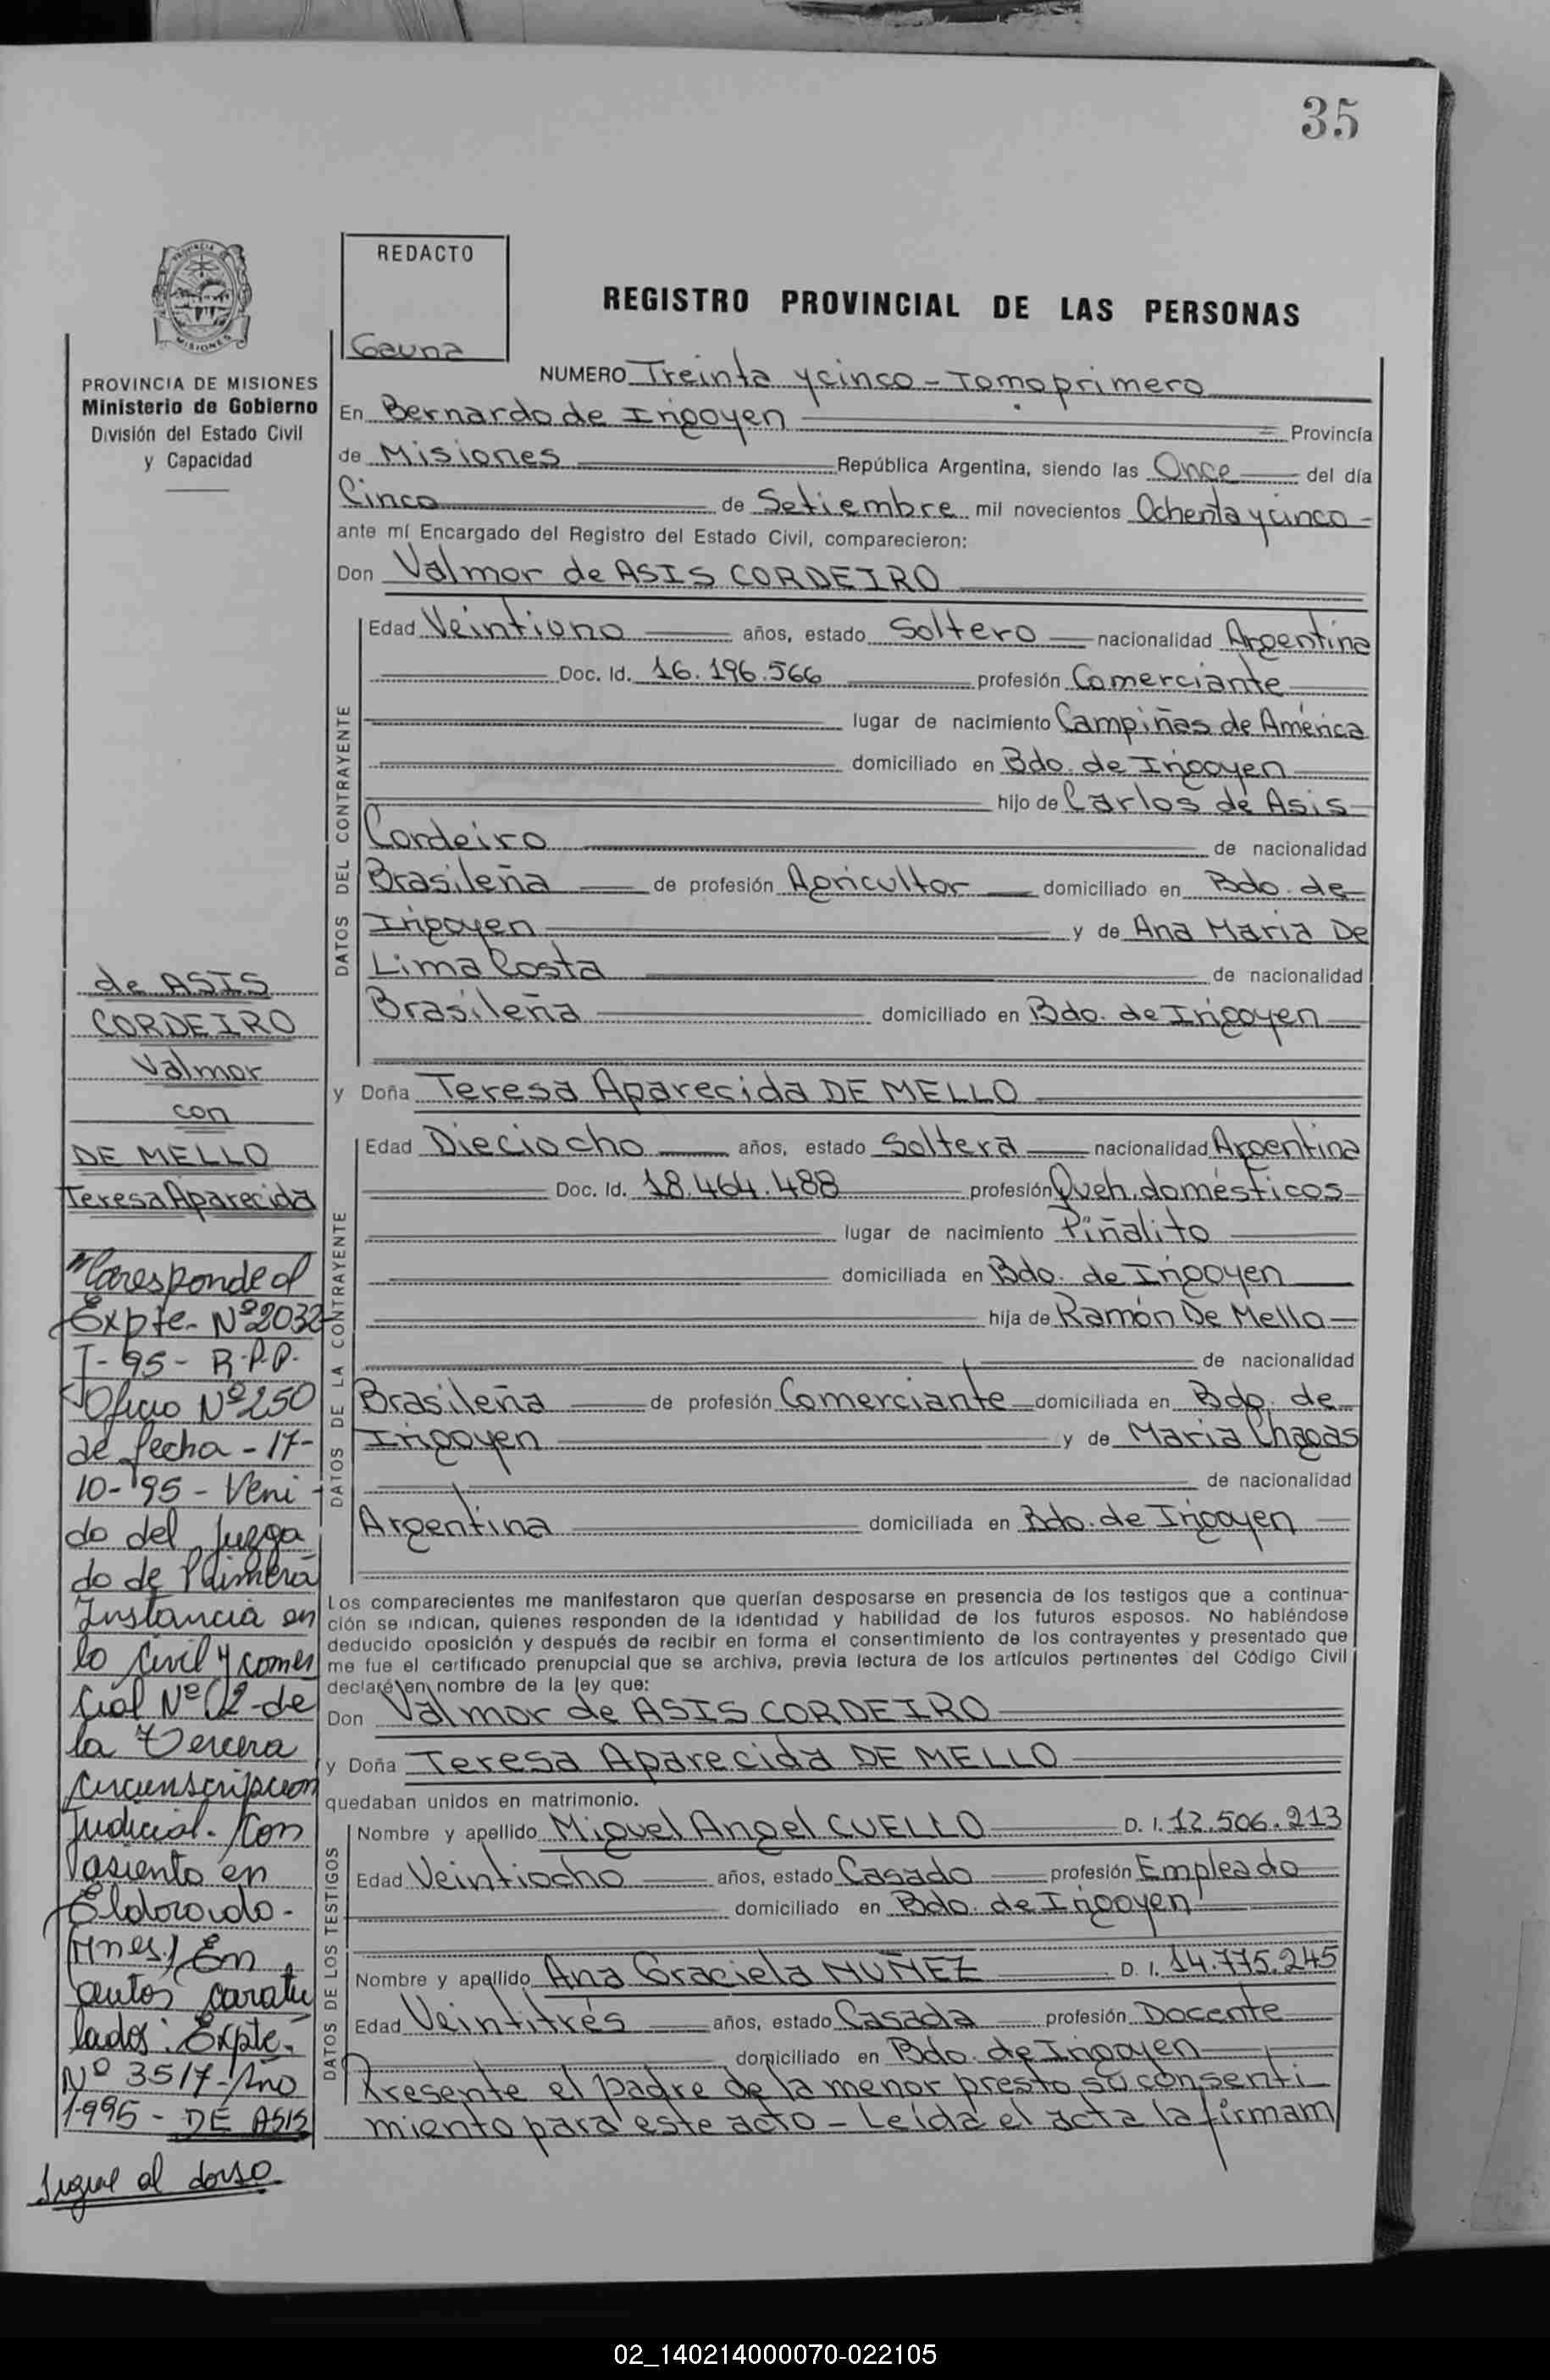 35
REDACTO
Gauna
REGISTRO PROVINCIAL DE LAS PERSONAS
PROVINCIA
MISIONES
PROVINCIA DE MISIONES
Ministerio de Gobierno
División del Estado Civil
y Capacidad
NUMERO Treinta y cinco - Tomo primero
En Bernardo de Irigoyen Provincia
de Misiones República Argentina, siendo las Once del día
Cinco de Setiembre mil novecientos Ochenta y cinco -
ante mí Encargado del Registro del Estado Civil, comparecieron:
Don Valmor de ASIS CORDEIRO
DATOS DEL CONTRAYENTE
Edad Veintiuno años, estado Soltero nacionalidad Argentina
Doc. Id. 16.196.566 profesión Comerciante
lugar de nacimiento Campiñas de América
domiciliado en Bdo. de Irigoyen
hijo de Carlos de Asis
Cordeiro de nacionalidad
Brasileña de profesión Agricultor domiciliado en Bdo. de
Irigoyen y de Ana Maria De
Lima Costa de nacionalidad
Brasileña domiciliado en Bdo. de Irigoyen
y Doña Teresa Aparecida DE MELLO
DATOS DE LA CONTRAYENTE
Edad Dieciocho años, estado Soltera nacionalidad Argentina
Doc. Id. 18.464.488 profesión Queh. domésticos
lugar de nacimiento Piñalito
domiciliada en Bdo. de Irigoyen
hija de Ramón De Mello
de nacionalidad
Brasileña de profesión Comerciante domiciliada en Bdo. de
Irigoyen y de Maria Chagas
de nacionalidad
Argentina domiciliada en Bdo. de Irigoyen
Los comparecientes me manifestaron que querían desposarse en presencia de los testigos que a continua-
ción se indican, quienes responden de la identidad y habilidad de los futuros esposos. No habiéndose
deducido oposición y después de recibir en forma el consentimiento de los contrayentes y presentado que
me fue el certificado prenupcial que se archiva, previa lectura de los artículos pertinentes del Código Civil
declaré en nombre de la ley que:
Don Valmor de ASIS CORDEIRO
y Doña Teresa Aparecida DE MELLO
quedaban unidos en matrimonio.
DATOS DE LOS TESTIGOS
Nombre y apellido Miguel Angel CUELLO D. I. 12.506.213
Edad Veintiocho años, estado Casado profesión Empleado
domiciliado en Bdo. de Irigoyen
Nombre y apellido Ana Graciela NUÑEZ D. I. 14.775.245
Edad Veintitrés años, estado Casada profesión Docente
domiciliado en Bdo. de Irigoyen
Presente el padre de la menor presto su consenti
miento para este acto - Leída el acta la firmam
de ASIS
CORDEIRO
Valmor
con
DE MELLO
Teresa Aparecida
"Coresponde al
Expte- Nº 2032
T- 95 - R.P.P.
Oficio Nº 250
de fecha - 17-
10-95 - Veni -
do del Juzga
do de Primera
Instancia en
lo Civil y comer
cial Nº 02 - de
la Tercera
circunscripcion
Judicial. Con
asiento en
Eldorado -
Mnes.) En
autos caratu
lados: Expte.
Nº 3517 - Año
1.995 - DE ASIS
Sigue al dorso
02_140214000070-022105